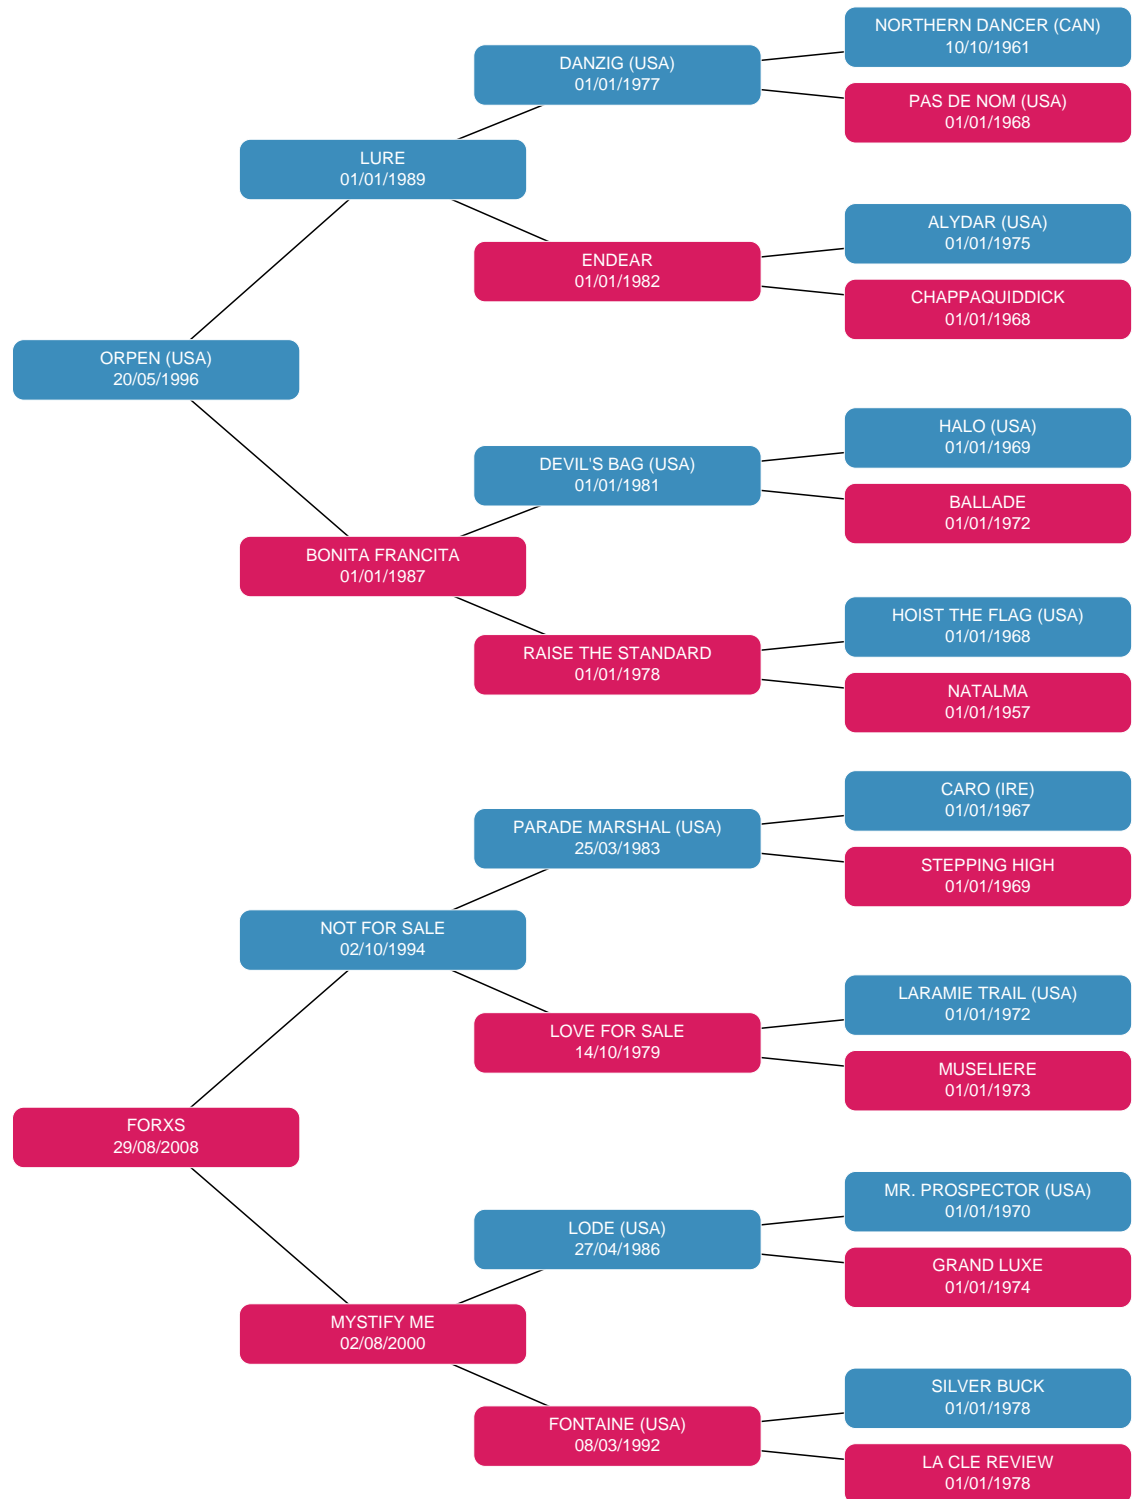 NORTHERN DANCER (CAN)
10/10/1961
DANZIG (USA)
01/01/1977
PAS DE NOM (USA)
01/01/1968
LURE
01/01/1989
ALYDAR (USA)
01/01/1975
ENDEAR
01/01/1982
CHAPPAQUIDDICK
01/01/1968
ORPEN (USA)
20/05/1996
HALO (USA)
01/01/1969
DEVIL'S BAG (USA)
01/01/1981
BALLADE
01/01/1972
BONITA FRANCITA
01/01/1987
HOIST THE FLAG (USA)
01/01/1968
RAISE THE STANDARD
01/01/1978
NATALMA
01/01/1957
CARO (IRE)
01/01/1967
PARADE MARSHAL (USA)
25/03/1983
STEPPING HIGH
01/01/1969
NOT FOR SALE
02/10/1994
LARAMIE TRAIL (USA)
01/01/1972
LOVE FOR SALE
14/10/1979
MUSELIERE
01/01/1973
FORXS
29/08/2008
MR. PROSPECTOR (USA)
01/01/1970
LODE (USA)
27/04/1986
GRAND LUXE
01/01/1974
MYSTIFY ME
02/08/2000
SILVER BUCK
01/01/1978
FONTAINE (USA)
08/03/1992
LA CLE REVIEW
01/01/1978